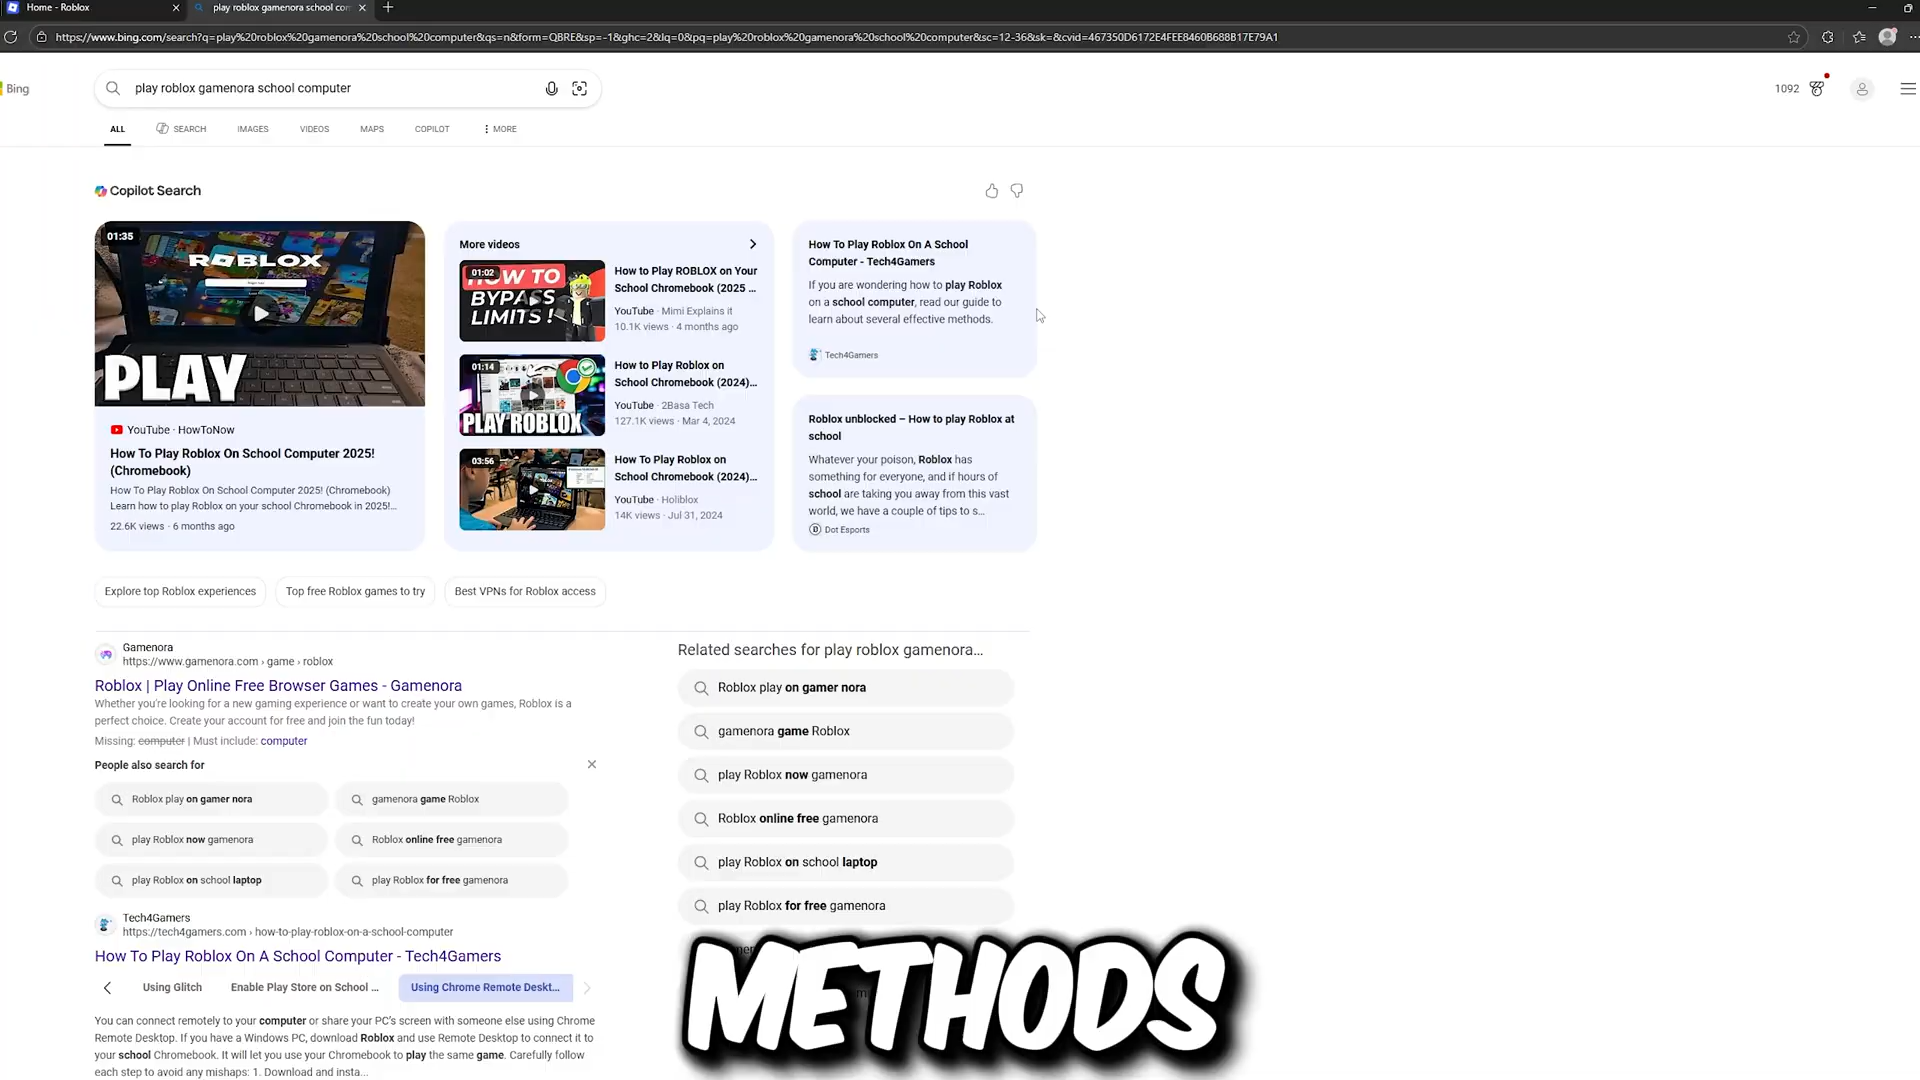 Home - Roblox
play roblox gamenora school com
https://www.bing.com/search?q=play%20roblox%20gamenora%20school%20computer&qs=n&form=QBRE&sp=-1&ghc=2&lq=0&pq=play%20roblox%20gamenora%20school%20computer&sc=12-36&sk=&cvid=467350D6172E4FEE8460B688B17E79A1
Bing
play roblox gamenora school computer
1092
ALL
SEARCH
IMAGES
VIDEOS
MAPS
COPILOT
MORE
Copilot Search
01:35
ROBLOX
PLAY
YouTube · HowToNow
How To Play Roblox On School Computer 2025!
(Chromebook)
How To Play Roblox On School Computer 2025! (Chromebook)
Learn how to play Roblox on your school Chromebook in 2025!...
22.6K views · 6 months ago
More videos
01:02
HOW TO
BYPASS
LIMITS !
How to Play ROBLOX on Your
School Chromebook (2025 ...
YouTube · Mimi Explains it
10.1K views · 4 months ago
01:14
PLAY ROBLOX
How to Play Roblox on
School Chromebook (2024)...
YouTube · 2Basa Tech
127.1K views · Mar 4, 2024
03:56
How To Play Roblox on
School Chromebook (2024)...
YouTube · Holiblox
14K views · Jul 31, 2024
How To Play Roblox On A School
Computer - Tech4Gamers
If you are wondering how to play Roblox
on a school computer, read our guide to
learn about several effective methods.
Tech4Gamers
Roblox unblocked – How to play Roblox at
school
Whatever your poison, Roblox has
something for everyone, and if hours of
school are taking you away from this vast
world, we have a couple of tips to s...
Dot Esports
Explore top Roblox experiences
Top free Roblox games to try
Best VPNs for Roblox access
Gamenora
https://www.gamenora.com › game › roblox
Roblox | Play Online Free Browser Games - Gamenora
Whether you're looking for a new gaming experience or want to create your own games, Roblox is a
perfect choice. Create your account for free and join the fun today!
Missing: computer | Must include: computer
People also search for
Roblox play on gamer nora
gamenora game Roblox
play Roblox now gamenora
Roblox online free gamenora
play Roblox on school laptop
play Roblox for free gamenora
Tech4Gamers
https://tech4gamers.com › how-to-play-roblox-on-a-school-computer
How To Play Roblox On A School Computer - Tech4Gamers
Using Glitch
Enable Play Store on School ...
Using Chrome Remote Deskt...
You can connect remotely to your computer or share your PC's screen with someone else using Chrome
Remote Desktop. If you have a Windows PC, download Roblox and use Remote Desktop to connect it to
your school Chromebook. It will let you use your Chromebook to play the same game. Carefully follow
each step to avoid any mishaps: 1. Download and insta...
Related searches for play roblox gamenora...
Roblox play on gamer nora
gamenora game Roblox
play Roblox now gamenora
Roblox online free gamenora
play Roblox on school laptop
play Roblox for free gamenora
METHODS